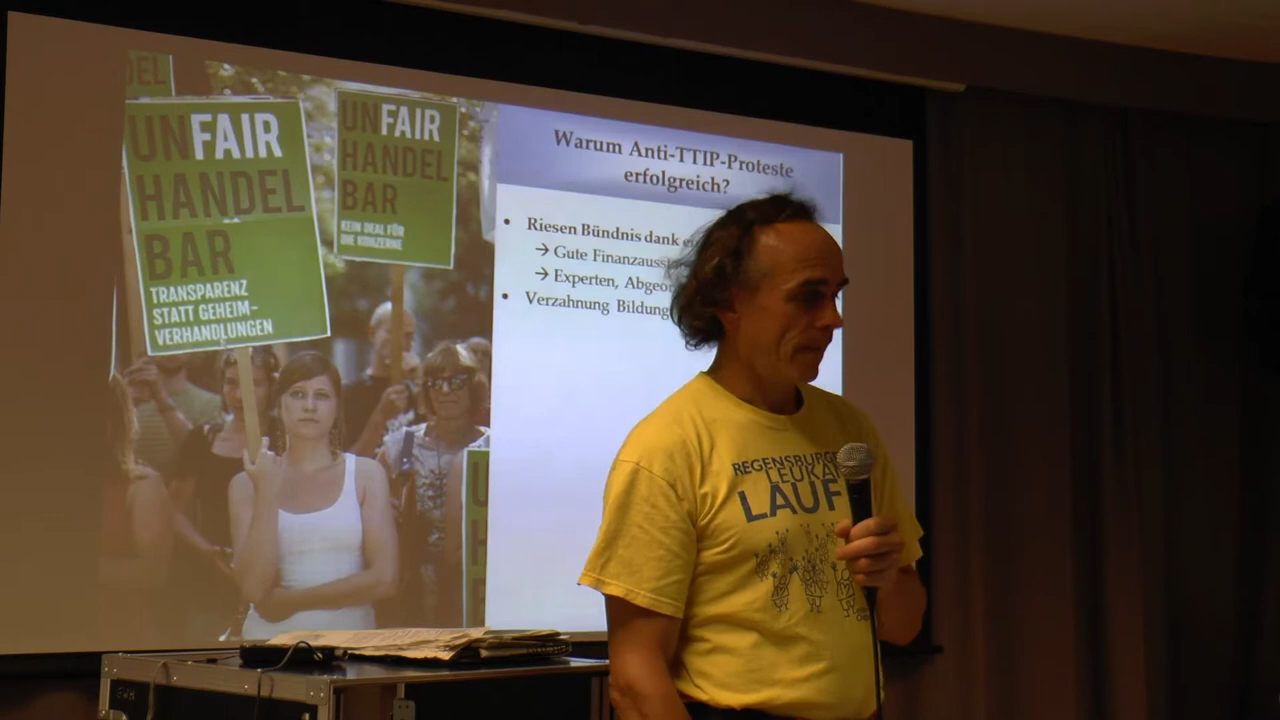 DEL
UNFAIR
HANDEL
BAR
TRANSPARENZ
STATT GEHEIM-
VERHANDLUNGEN
UNFAIR
HANDEL
BAR
KEIN DEAL FÜR
DIE KONZERNE
Warum Anti-TTIP-Proteste
erfolgreich?
• Riesen Bündnis dank
→ Gute Finanzauss
→ Experten, Abgeor
• Verzahnung Bildung
U
H
REGENSBURGE
LEUKÄ
LAUF